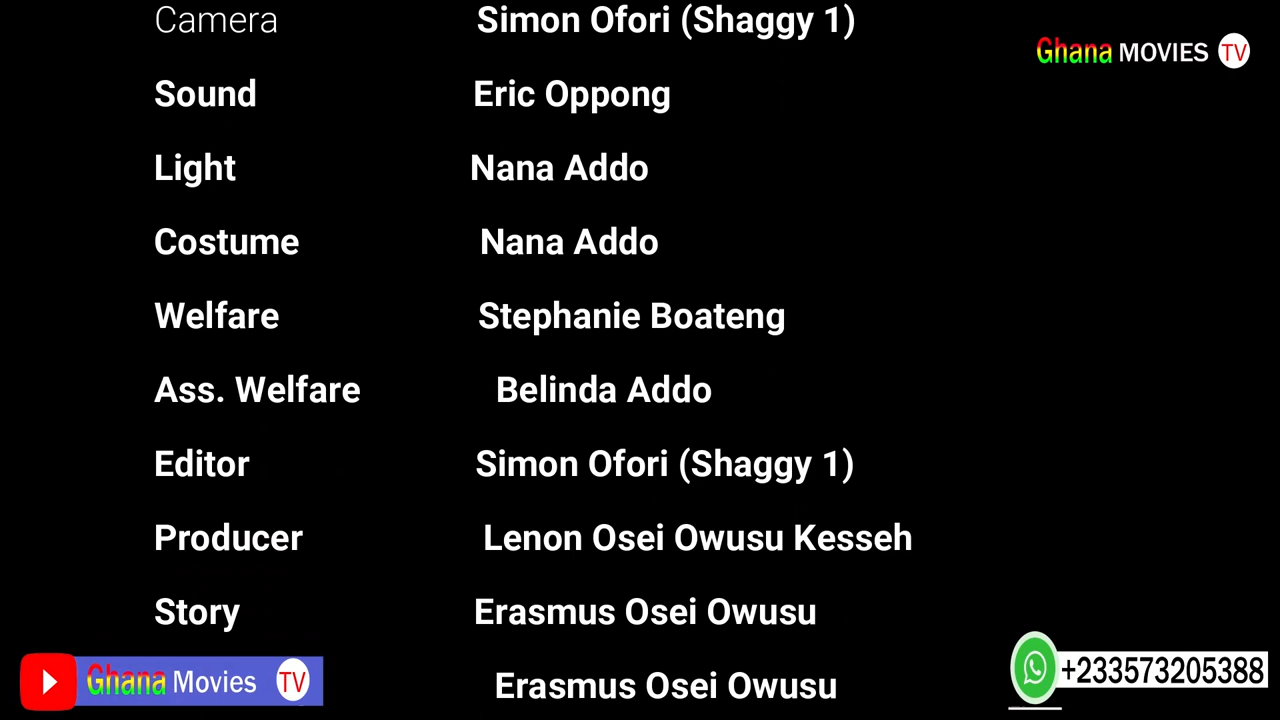 Camera Simon Ofori (Shaggy 1)
Ghana MOVIES TV
Sound Eric Oppong
Light Nana Addo
Costume Nana Addo
Welfare Stephanie Boateng
Ass. Welfare Belinda Addo
Editor Simon Ofori (Shaggy 1)
Producer Lenon Osei Owusu Kesseh
Story Erasmus Osei Owusu
Ghana Movies TV
Erasmus Osei Owusu
+233573205388